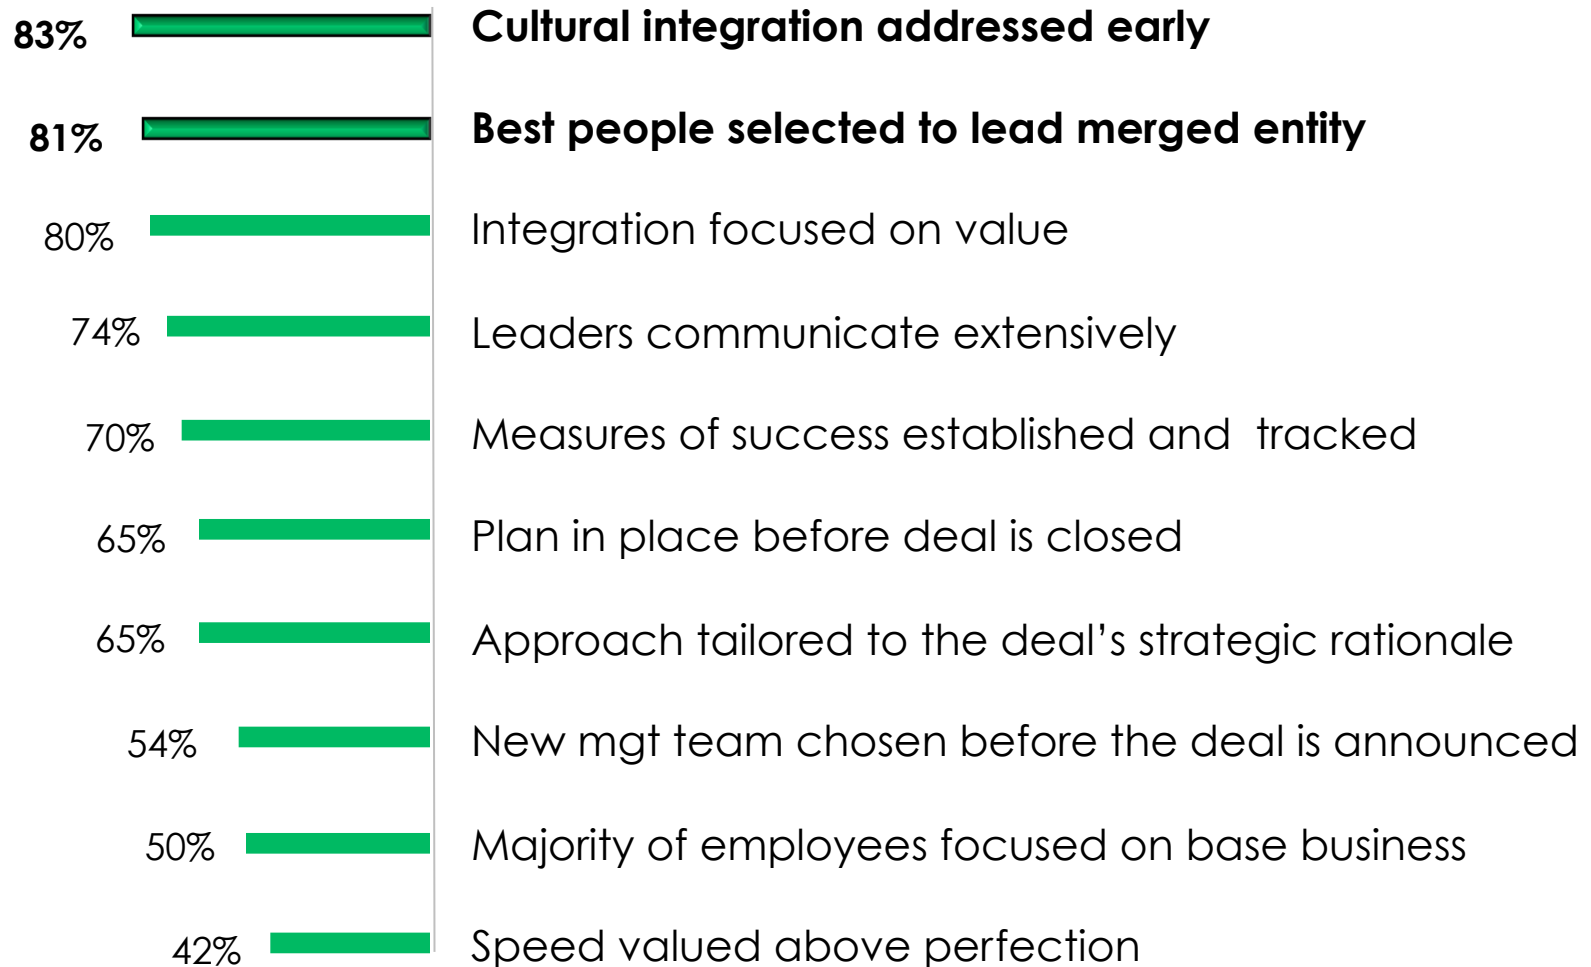 83% Cultural integration addressed early
81% Best people selected to lead merged entity
80% Integration focused on value
74% Leaders communicate extensively
70% Measures of success established and  tracked
65% Plan in place before deal is closed
65% Approach tailored to the deal’s strategic rationale
54% New mgt team chosen before the deal is announced
50% Majority of employees focused on base business
42% Speed valued above perfection